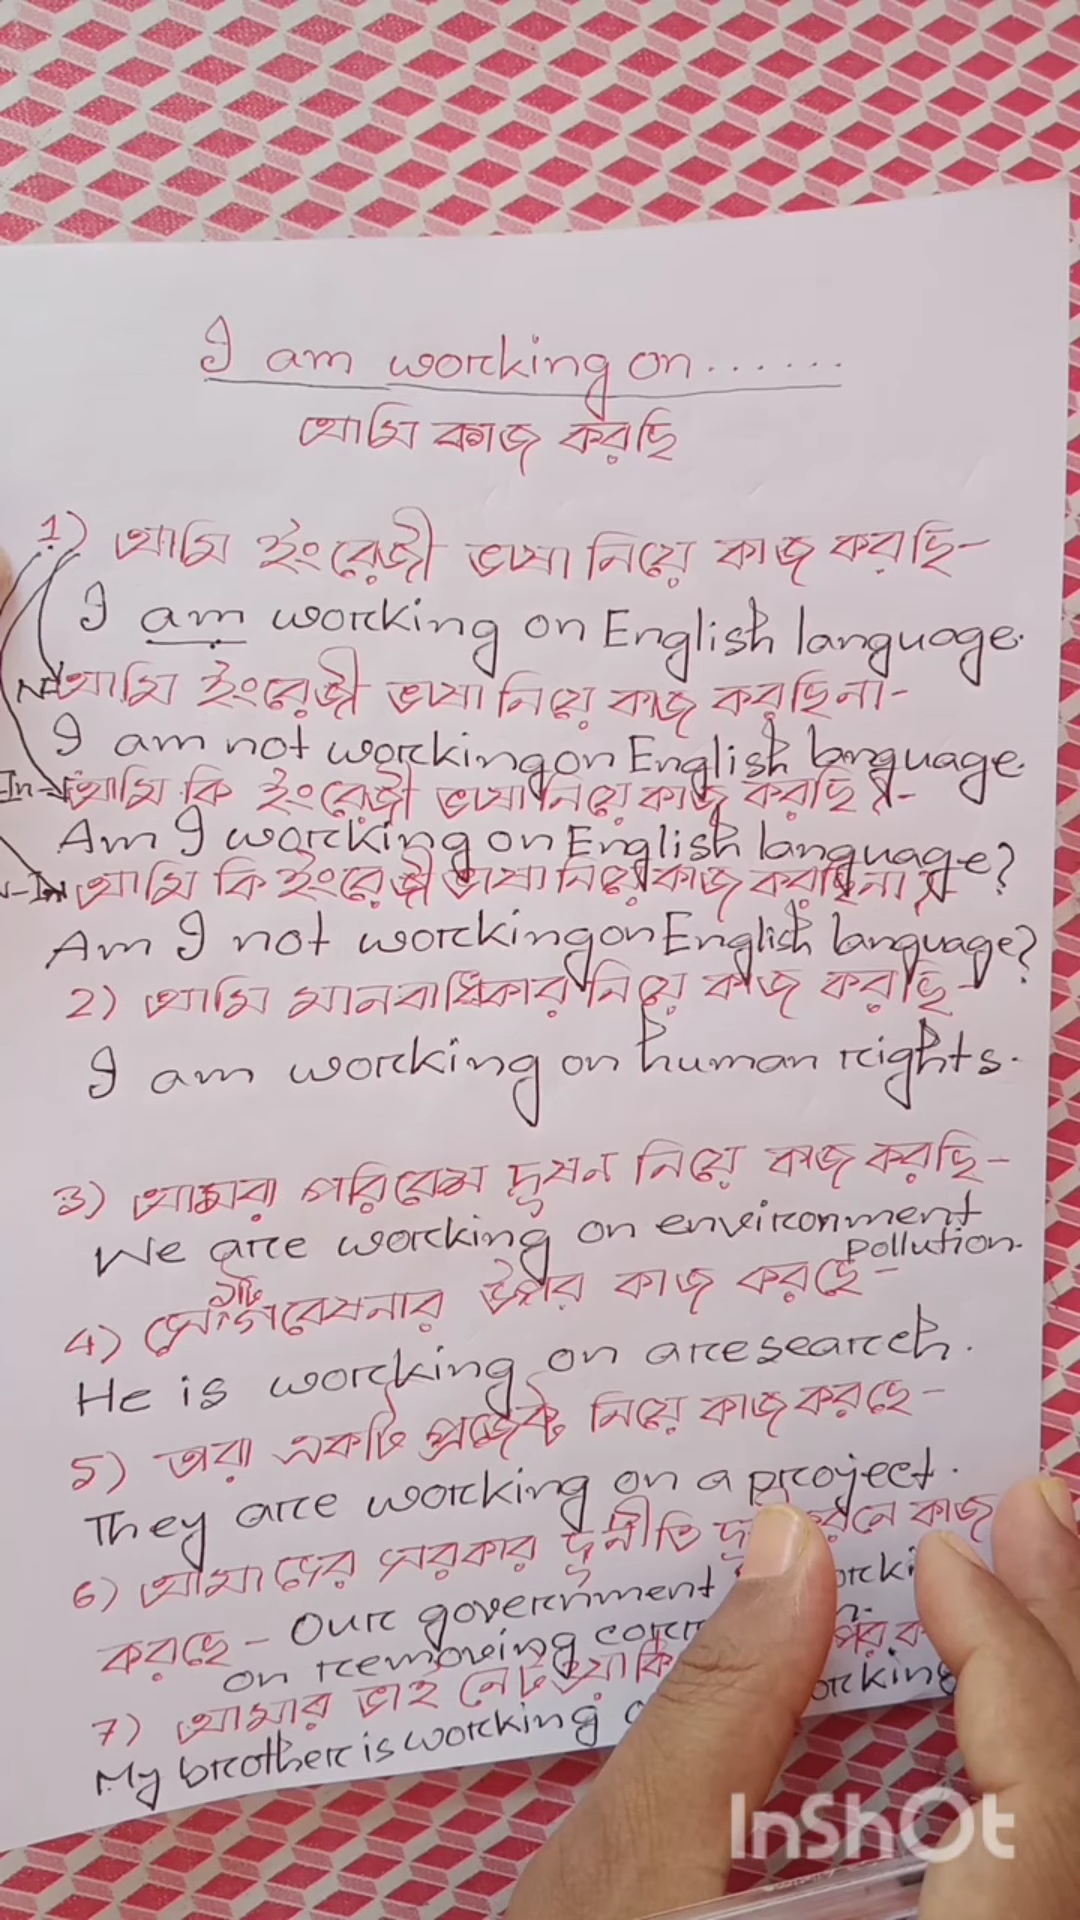 I am working on......
আমি কাজ করছি
1) আমি ইংরেজী ভাষা নিয়ে কাজ করছি-
I am working on English language.
Ne আমি ইংরেজী ভাষা নিয়ে কাজ করছিনা-
I am not working on English language.
In- আমি কি ইংরেজী ভাষা নিয়ে কাজ করছি?-
Am I working on English language?
N-In আমি কি ইংরেজী ভাষা নিয়ে কাজ করছিনা?
Am I not working on English language?
2) আমি মানবাধিকার নিয়ে কাজ করছি-
I am working on human rights.
3) আমরা পরিবেশ দূষন নিয়ে কাজ করছি-
We are working on environment
pollution.
4) সে গবেষনার উপর কাজ করছে-
He is working on a research.
5) তারা একটি প্রজেক্ট নিয়ে কাজ করছে-
They are working on a project.
6) আমাদের সরকার দূর্নীতি কাজ
করছে- Our government
on removing
7) আমার ভাই
My brother is working
InShOt